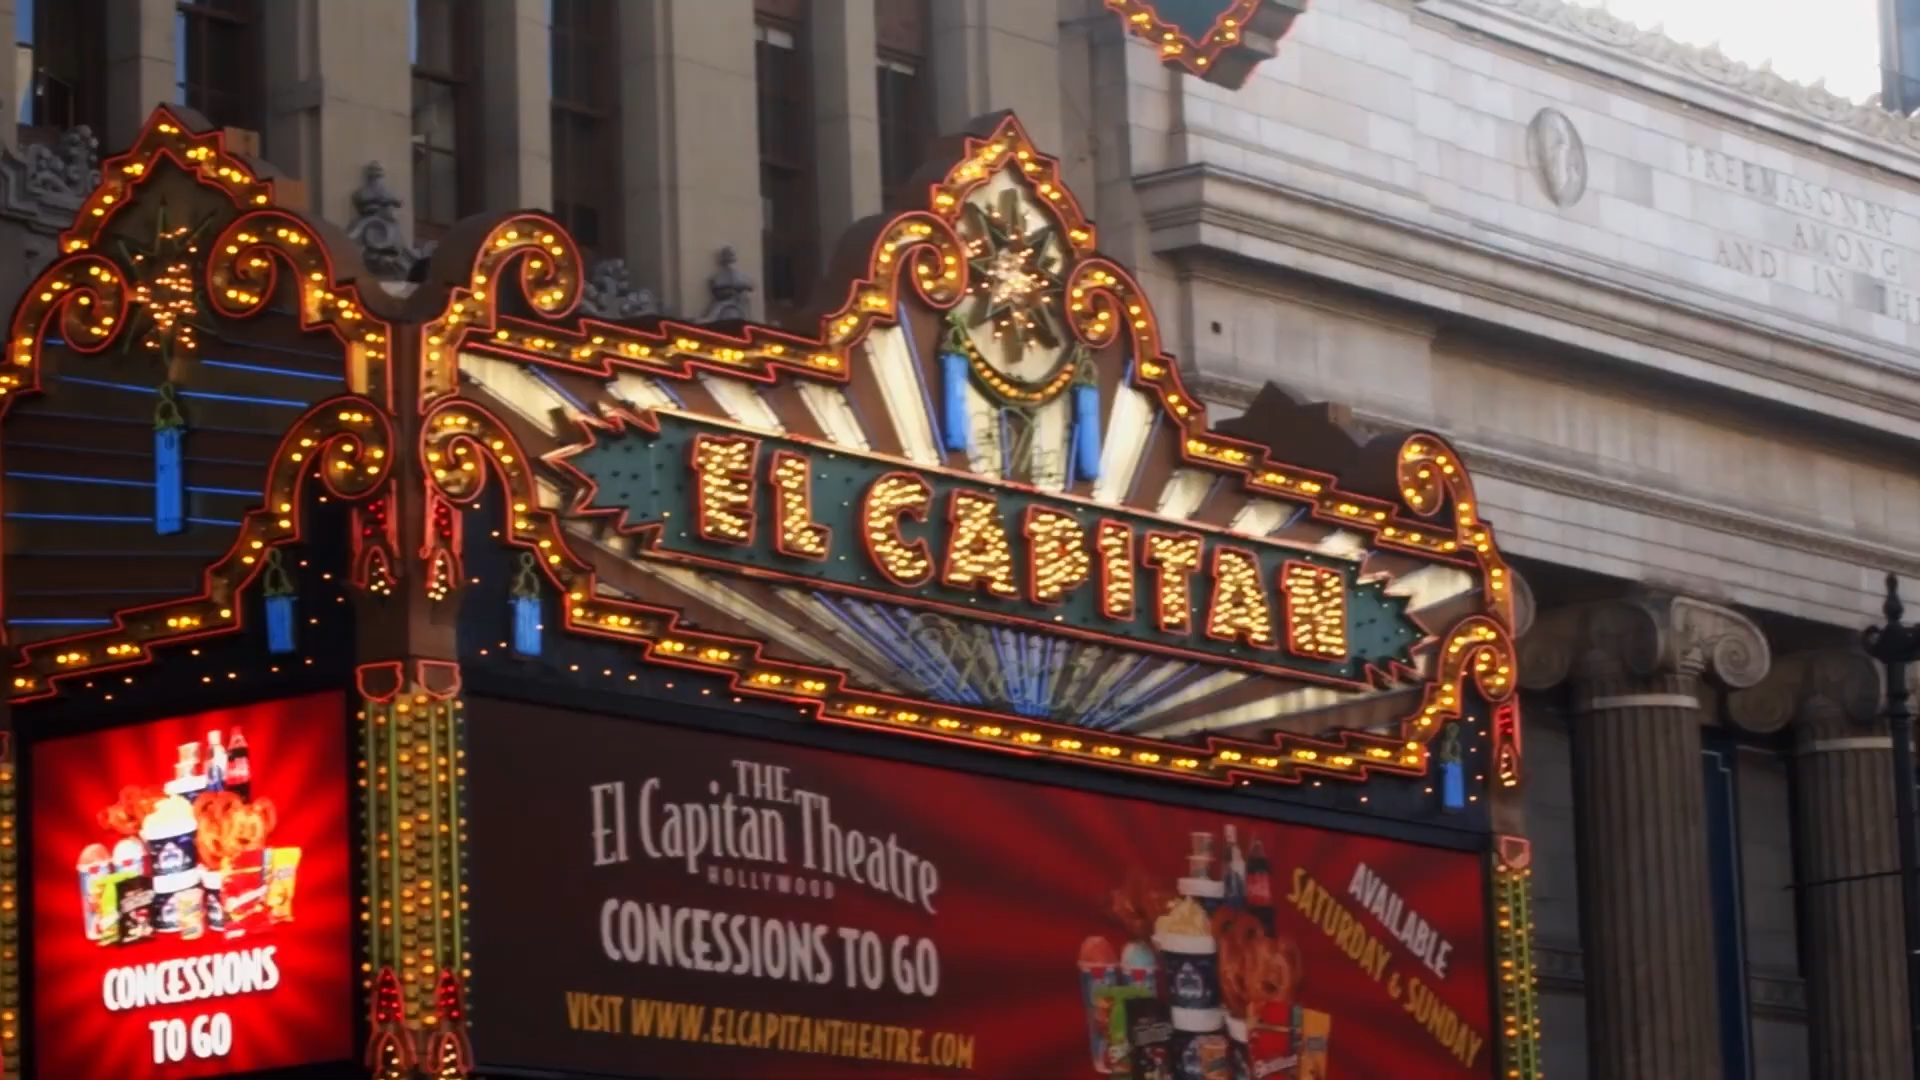 EL CAPITAN
FREEMASONRY
AMONG
AND IN
THE
El Capitan Theatre
HOLLYWOOD
CONCESSIONS TO GO
VISIT WWW.ELCAPITANTHEATRE.COM
AVAILABLE
SATURDAY & SUNDAY
CONCESSIONS
TO GO